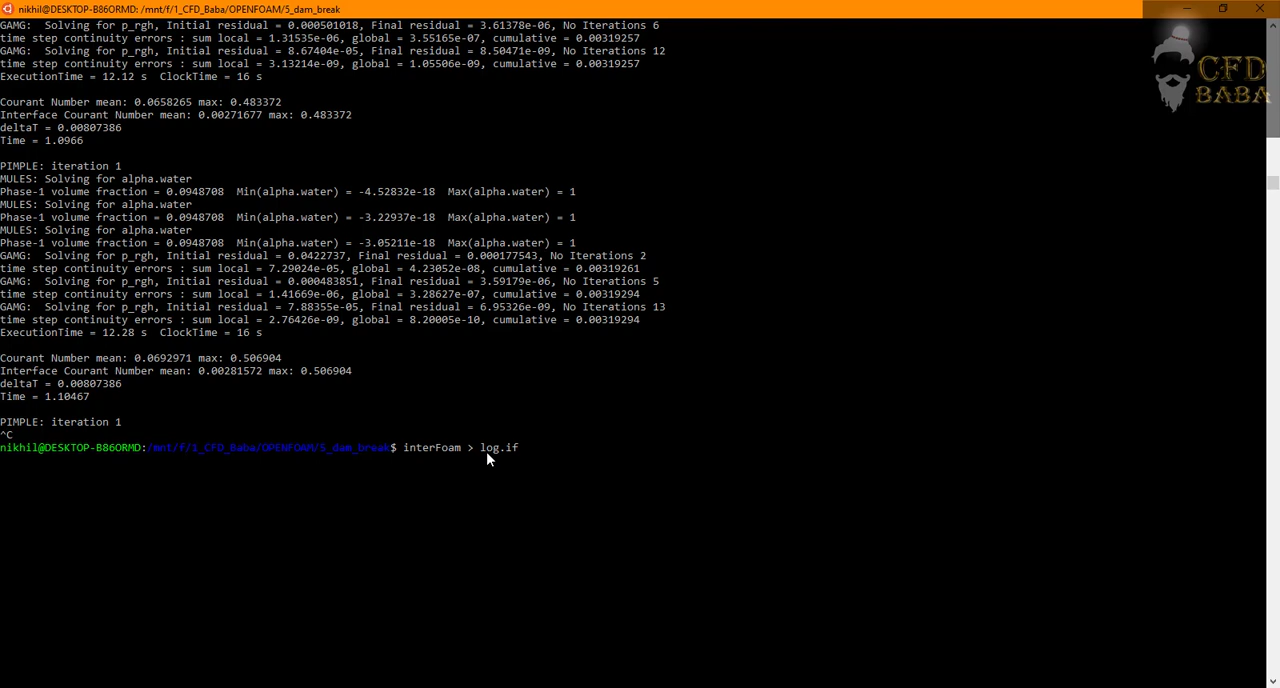 nikhil@DESKTOP-B86ORMD: /mnt/f/1_CFD_Baba/OPENFOAM/5_dam_break
GAMG:  Solving for p_rgh, Initial residual = 0.000501018, Final residual = 3.61378e-06, No Iterations 6
time step continuity errors : sum local = 1.31535e-06, global = 3.55165e-07, cumulative = 0.00319257
GAMG:  Solving for p_rgh, Initial residual = 8.67404e-05, Final residual = 8.50471e-09, No Iterations 12
time step continuity errors : sum local = 3.13214e-09, global = 1.05506e-09, cumulative = 0.00319257
ExecutionTime = 12.12 s  ClockTime = 16 s
CFD
BABA
Courant Number mean: 0.0658265 max: 0.483372
Interface Courant Number mean: 0.00271677 max: 0.483372
deltaT = 0.00807386
Time = 1.0966
PIMPLE: iteration 1
MULES: Solving for alpha.water
Phase-1 volume fraction = 0.0948708  Min(alpha.water) = -4.52832e-18  Max(alpha.water) = 1
MULES: Solving for alpha.water
Phase-1 volume fraction = 0.0948708  Min(alpha.water) = -3.22937e-18  Max(alpha.water) = 1
MULES: Solving for alpha.water
Phase-1 volume fraction = 0.0948708  Min(alpha.water) = -3.05211e-18  Max(alpha.water) = 1
GAMG:  Solving for p_rgh, Initial residual = 0.0422737, Final residual = 0.000177543, No Iterations 2
time step continuity errors : sum local = 7.29024e-05, global = 4.23052e-08, cumulative = 0.00319261
GAMG:  Solving for p_rgh, Initial residual = 0.000483851, Final residual = 3.59179e-06, No Iterations 5
time step continuity errors : sum local = 1.41669e-06, global = 3.28627e-07, cumulative = 0.00319294
GAMG:  Solving for p_rgh, Initial residual = 7.88355e-05, Final residual = 6.95326e-09, No Iterations 13
time step continuity errors : sum local = 2.76426e-09, global = 8.20005e-10, cumulative = 0.00319294
ExecutionTime = 12.28 s  ClockTime = 16 s
Courant Number mean: 0.0692971 max: 0.506904
Interface Courant Number mean: 0.00281572 max: 0.506904
deltaT = 0.00807386
Time = 1.10467
PIMPLE: iteration 1
^C
nikhil@DESKTOP-B86ORMD:/mnt/f/1_CFD_Baba/OPENFOAM/5_dam_break$ interFoam > log.if